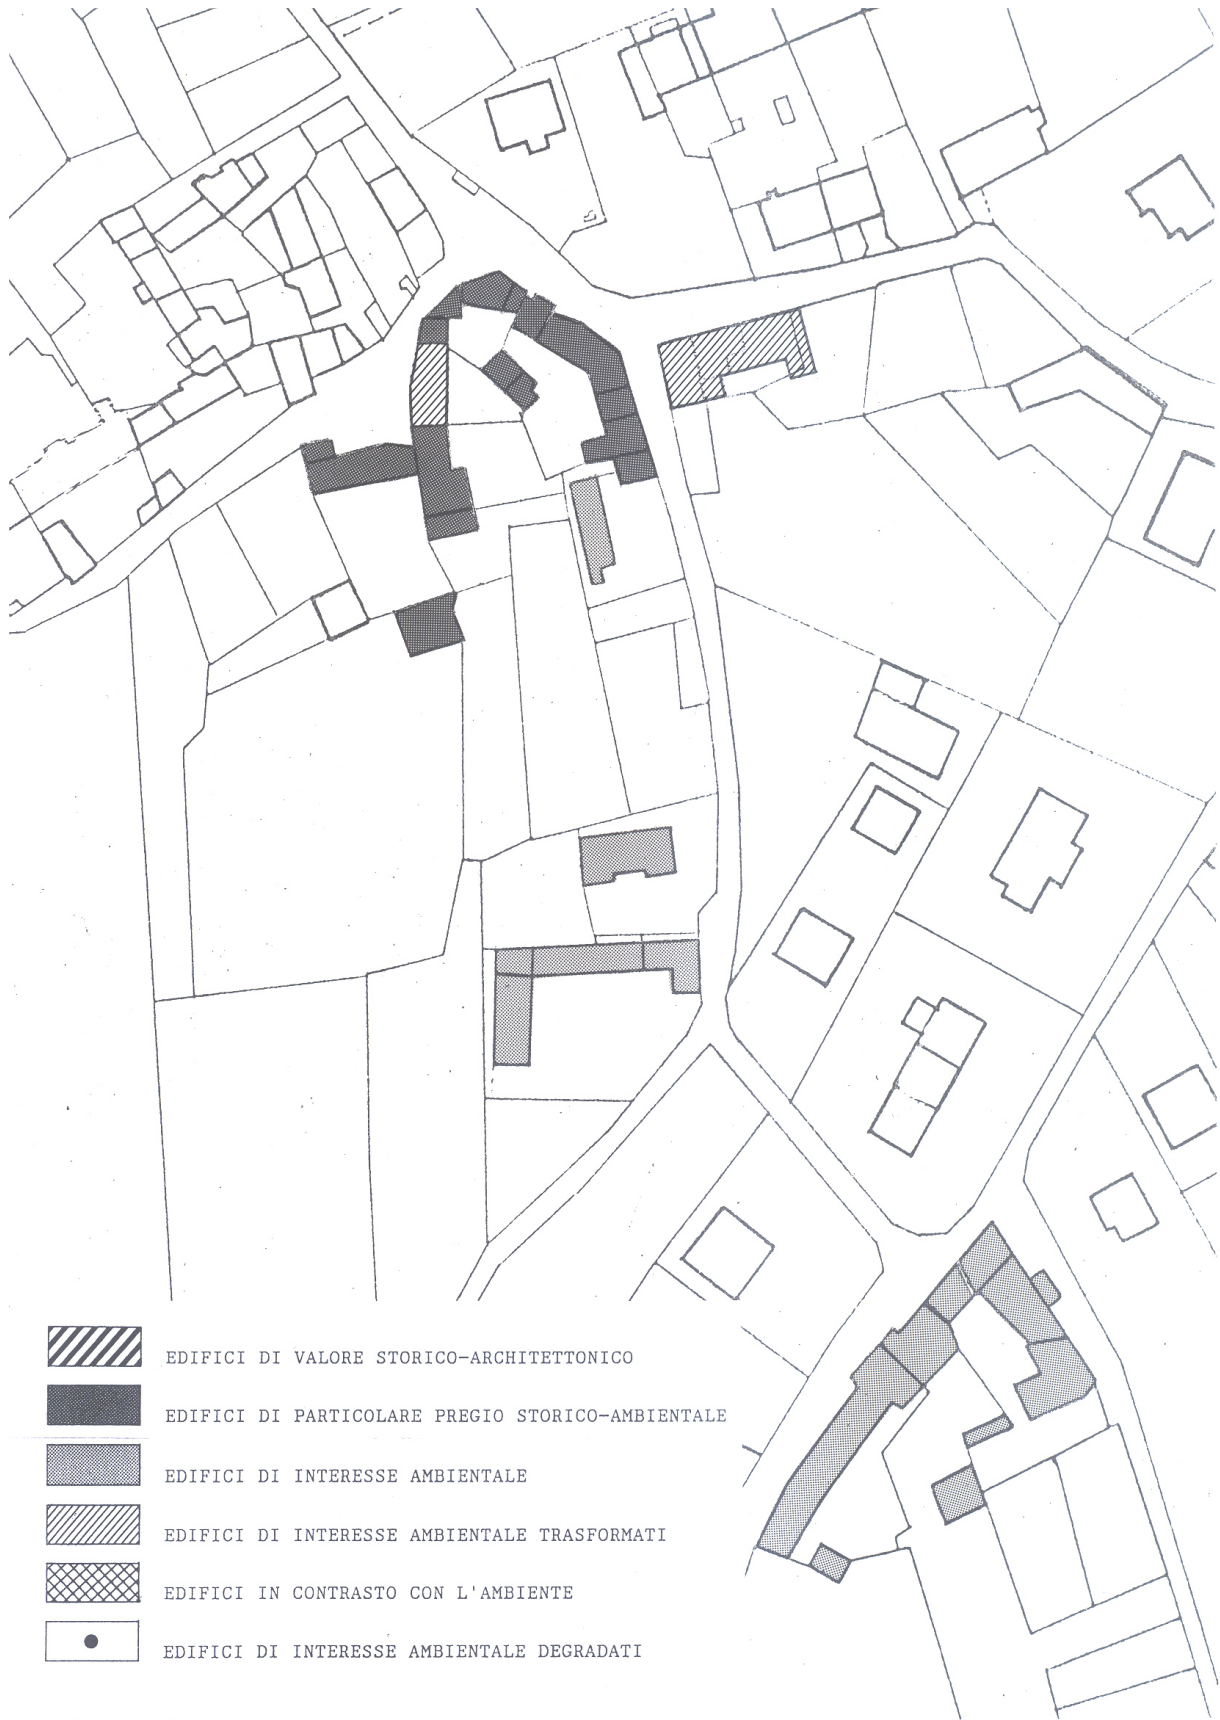 EDIFICI DI VALORE STORICO-ARCHITETTONICO
EDIFICI DI PARTICOLARE PREGIO STORICO-AMBIENTALE
EDIFICI DI INTERESSE AMBIENTALE
EDIFICI DI INTERESSE AMBIENTALE TRASFORMATI
EDIFICI IN CONTRASTO CON L'AMBIENTE
EDIFICI DI INTERESSE AMBIENTALE DEGRADATI